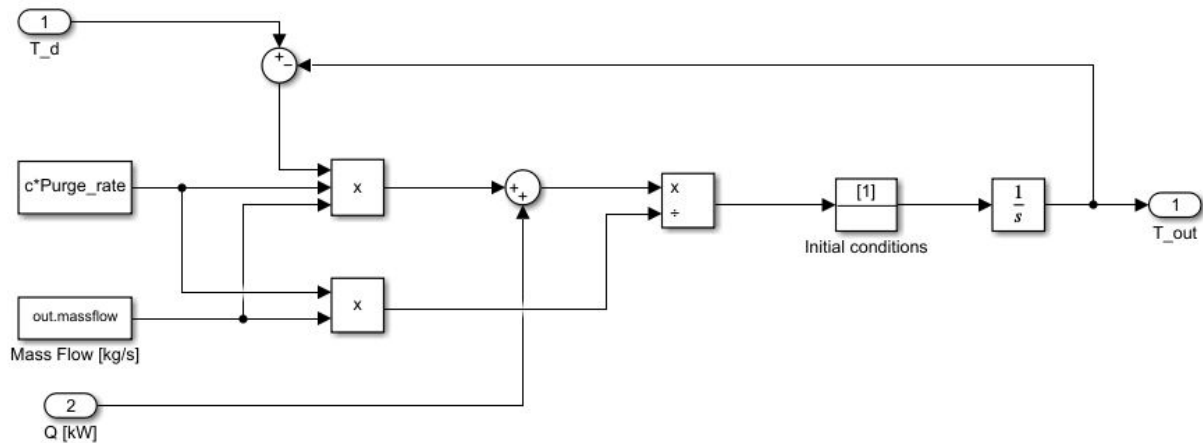 1
T_d
+
−
c*Purge_rate
x
+
+
x
÷
[1]
Initial conditions
1
s
1
T_out
out.massflow
x
Mass Flow [kg/s]
2
Q [kW]